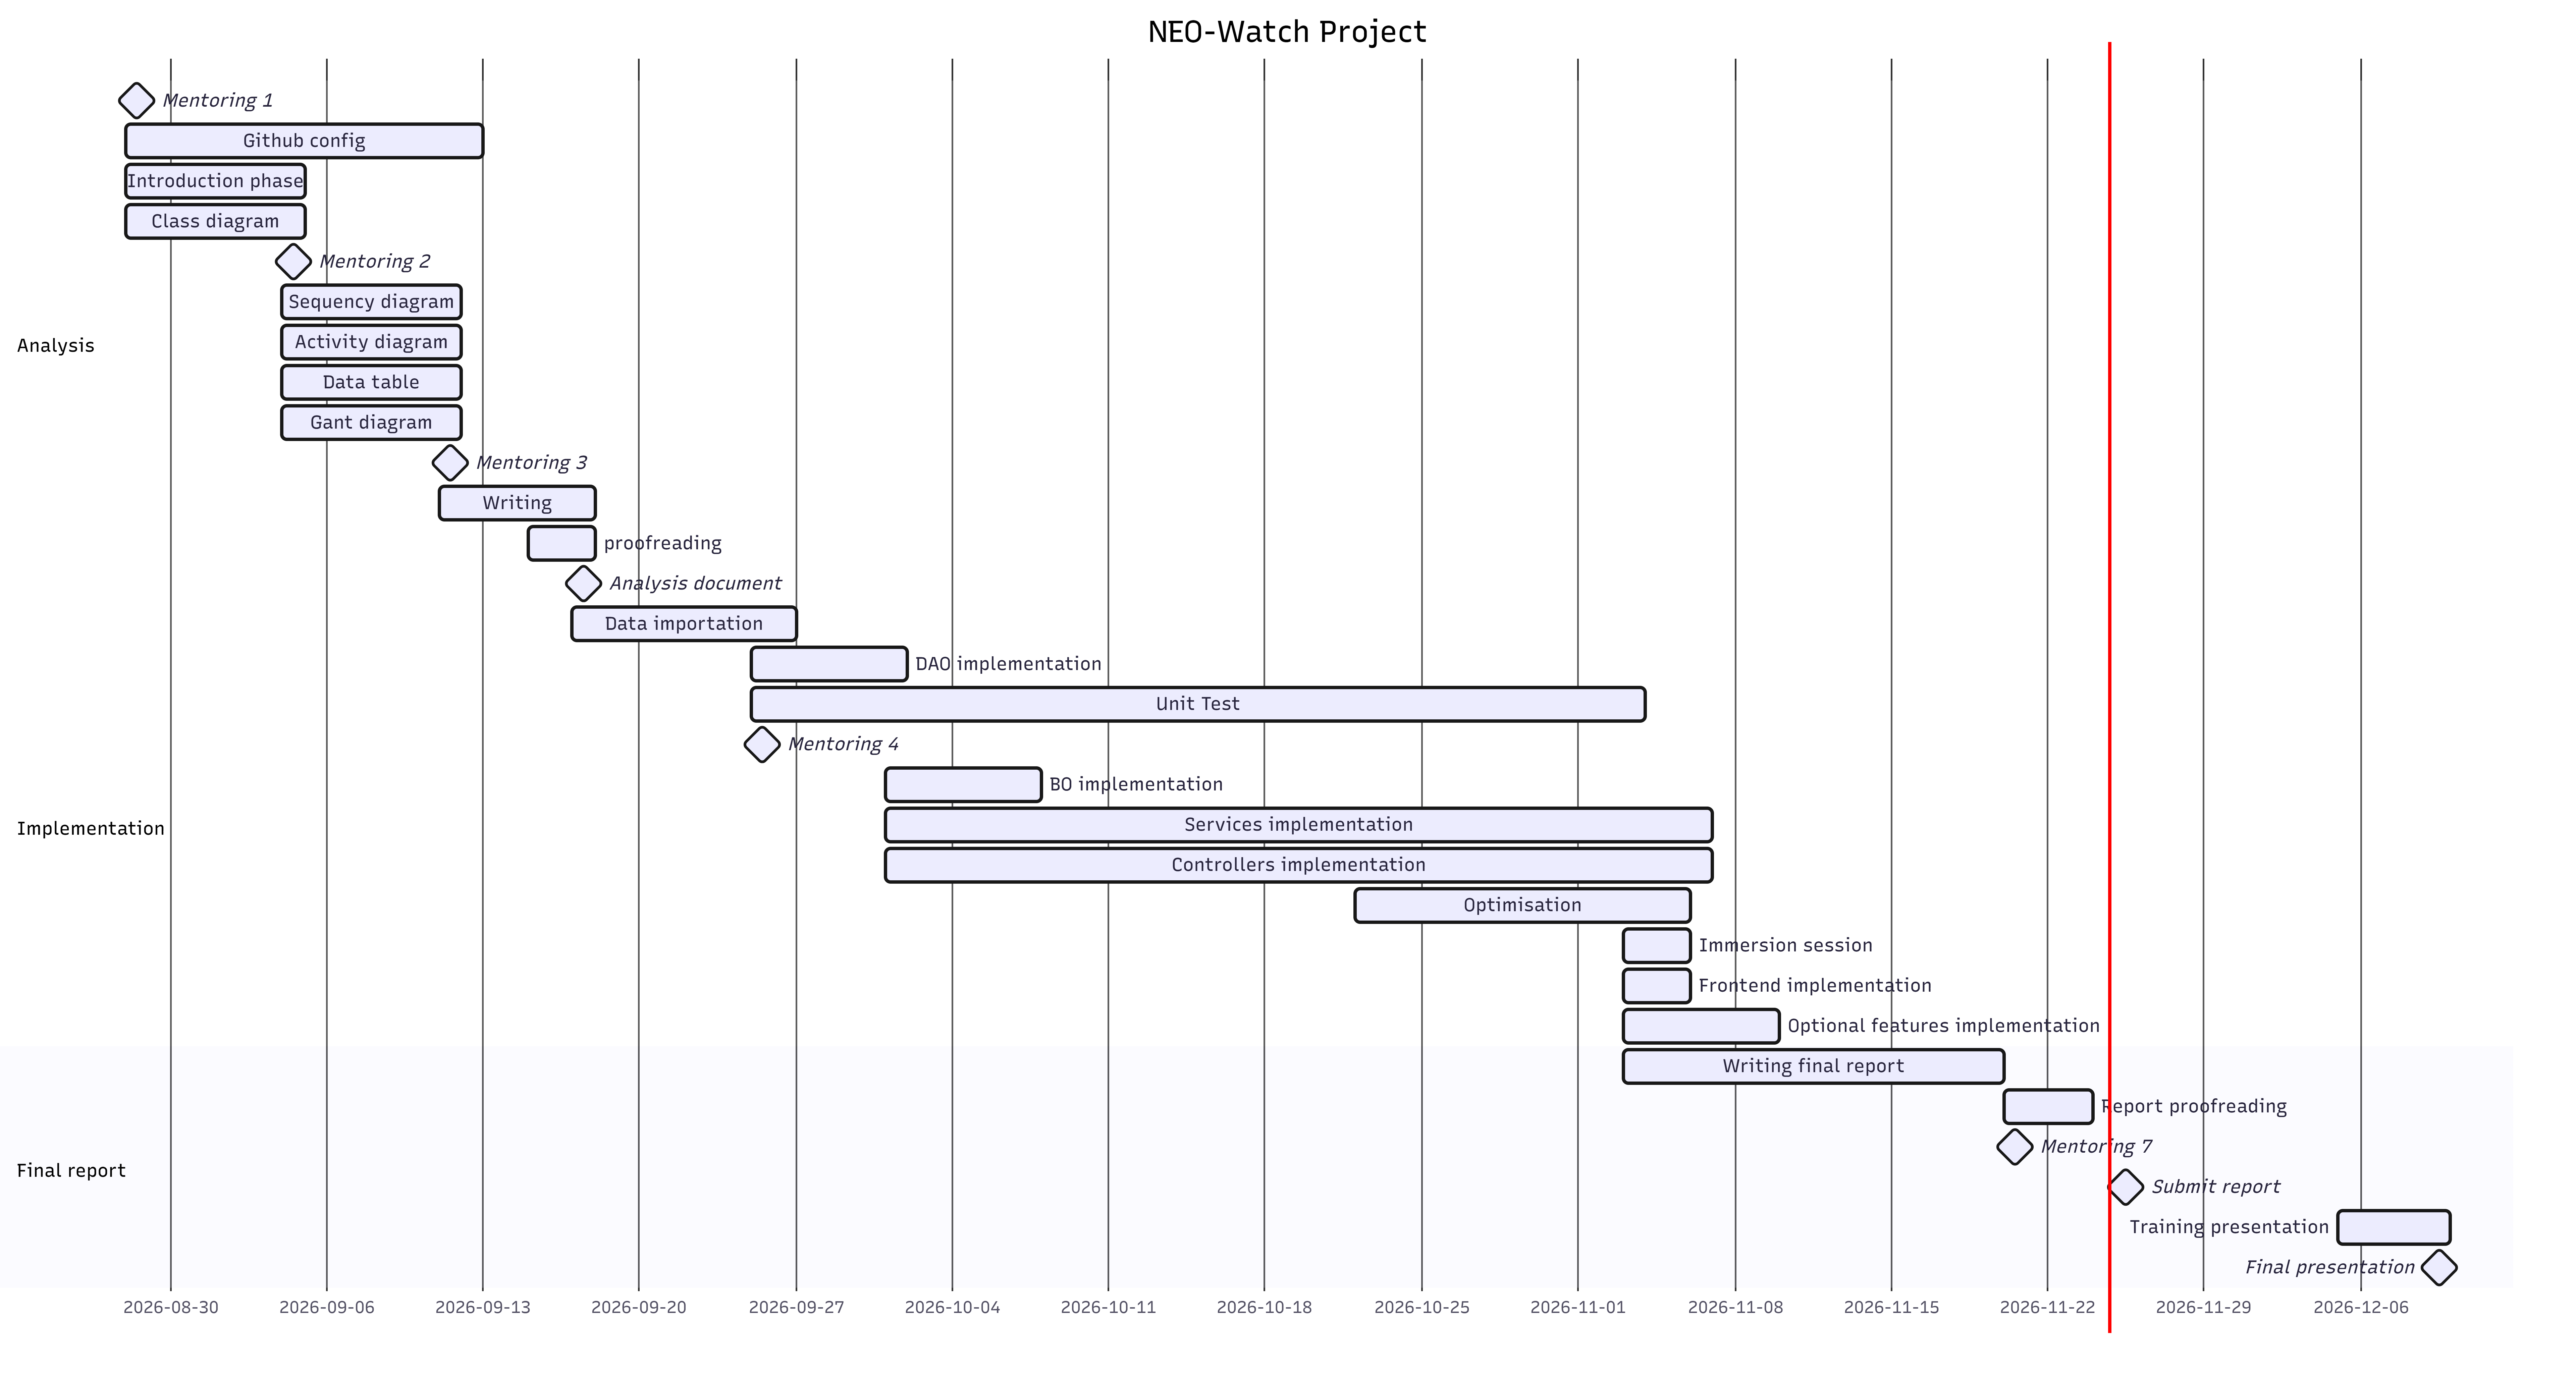 NEO-Watch Project
Mentoring 1
Github config
Introduction phase
Class diagram
Mentoring 2
Sequency diagram
Analysis
Activity diagram
Data table
Gant diagram
Mentoring 3
Writing
proofreading
Analysis document
Data importation
DAO implementation
Unit Test
Mentoring 4
BO implementation
Implementation
Services implementation
Controllers implementation
Optimisation
Immersion session
Frontend implementation
Optional features implementation
Writing final report
Report proofreading
Mentoring 7
Final report
Submit report
Training presentation
Final presentation
2026-08-30 2026-09-06 2026-09-13 2026-09-20 2026-09-27 2026-10-04 2026-10-11 2026-10-18 2026-10-25 2026-11-01 2026-11-08 2026-11-15 2026-11-22 2026-11-29 2026-12-06